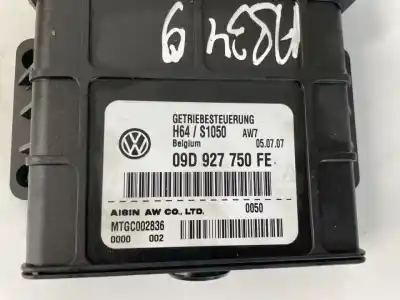 GETRIEBESTEUERUNG
H64 / S1050 AW7
Belgium 05.07.07
09D 927 750 FE
AISIN AW CO., LTD. 0050
MTGC002836
0000 002